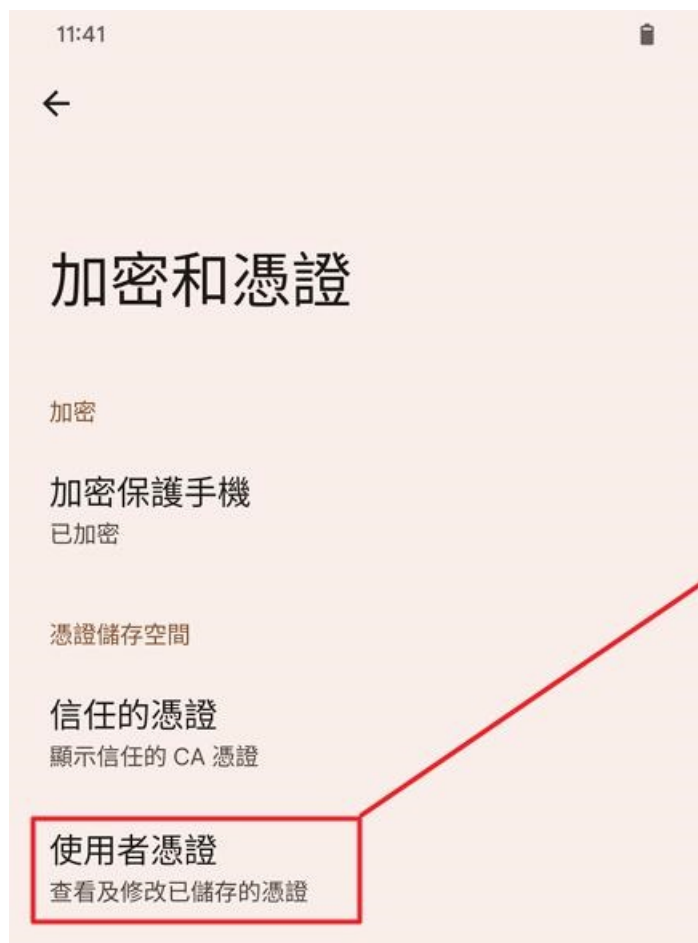 11:41
加密和憑證
加密
加密保護手機
已加密
憑證儲存空間
信任的憑證
顯示信任的 CA 憑證
使用者憑證
查看及修改已儲存的憑證